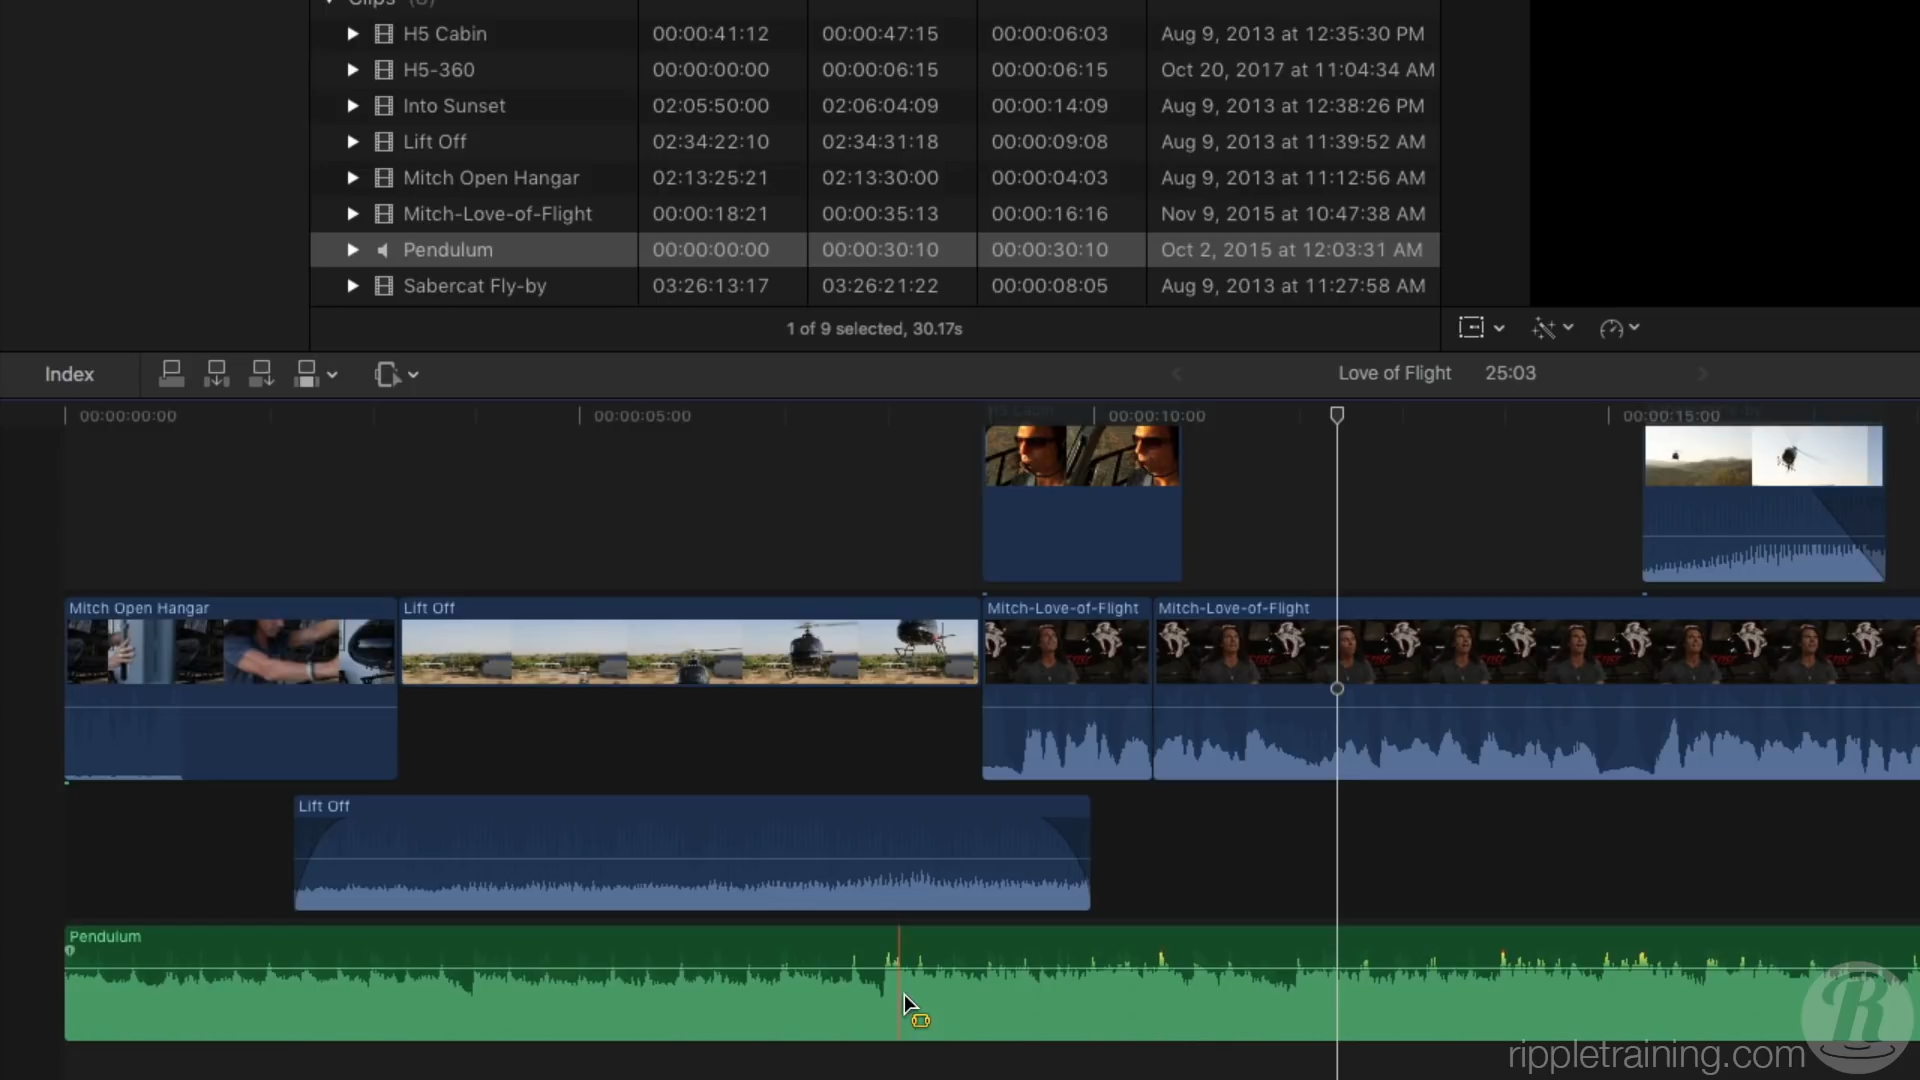 Clips (8)
H5 Cabin 00:00:41:12 00:00:47:15 00:00:06:03 Aug 9, 2013 at 12:35:30 PM
H5-360 00:00:00:00 00:00:06:15 00:00:06:15 Oct 20, 2017 at 11:04:34 AM
Into Sunset 02:05:50:00 02:06:04:09 00:00:14:09 Aug 9, 2013 at 12:38:26 PM
Lift Off 02:34:22:10 02:34:31:18 00:00:09:08 Aug 9, 2013 at 11:39:52 AM
Mitch Open Hangar 02:13:25:21 02:13:30:00 00:00:04:03 Aug 9, 2013 at 11:12:56 AM
Mitch-Love-of-Flight 00:00:18:21 00:00:35:13 00:00:16:16 Nov 9, 2015 at 10:47:38 AM
Pendulum 00:00:00:00 00:00:30:10 00:00:30:10 Oct 2, 2015 at 12:03:31 AM
Sabercat Fly-by 03:26:13:17 03:26:21:22 00:00:08:05 Aug 9, 2013 at 11:27:58 AM
1 of 9 selected, 30.17s
Index Love of Flight 25:03
00:00:00:00 00:00:05:00 00:00:10:00 00:00:15:00
H5 Cabin
Mitch Open Hangar Lift Off Mitch-Love-of-Flight Mitch-Love-of-Flight
Lift Off
Pendulum
R
rippletraining.com